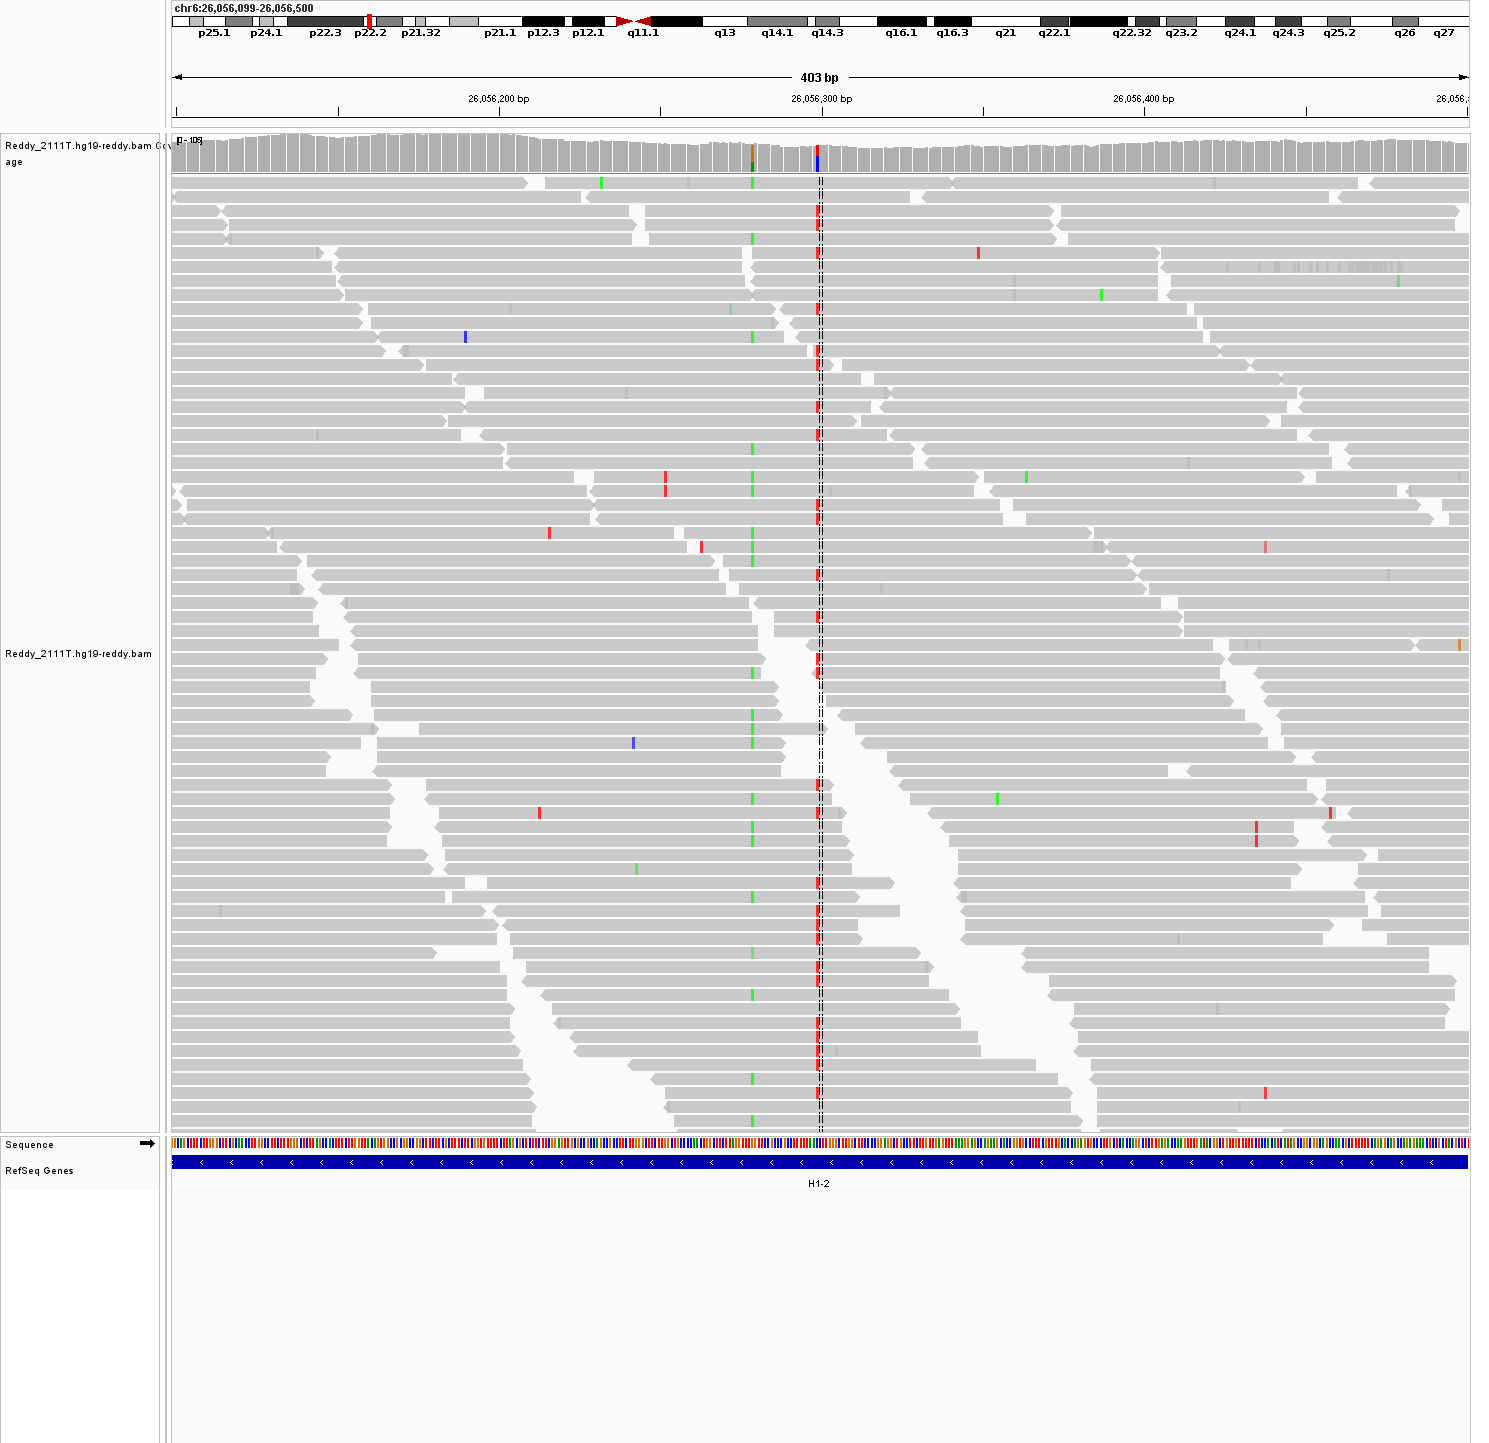 chr6:26,056,099-26,056,500
p25.1 p24.1 p22.3 p22.2 p21.32 p21.1 p12.3 p12.1 q11.1 q13 q14.1 q14.3 q16.1 q16.3 q21 q22.1 q22.32 q23.2 q24.1 q24.3 q25.2 q26 q27
403 bp
26,056,200 bp 26,056,300 bp 26,056,400 bp 26,056,
Reddy_2111T.hg19-reddy.bam Cov
age
[0 - 106]
Reddy_2111T.hg19-reddy.bam
Sequence
RefSeq Genes
H1-2